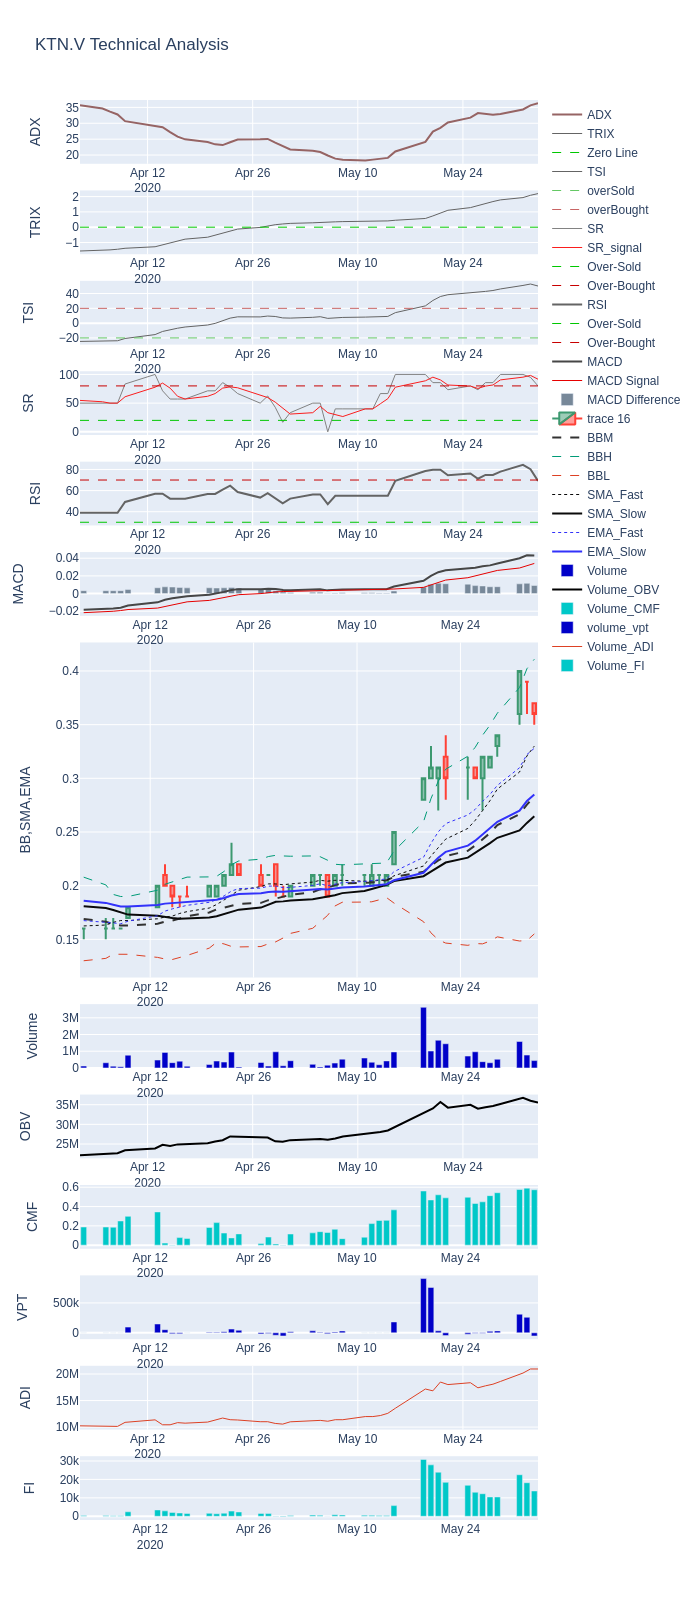 KTN.V Technical Analysis
ADX
35
30
25
20
Apr 12
2020
Apr 26
May 10
May 24
TRIX
2
1
0
−1
Apr 12
2020
Apr 26
May 10
May 24
TSI
40
20
0
−20
Apr 12
2020
Apr 26
May 10
May 24
SR
100
50
0
Apr 12
2020
Apr 26
May 10
May 24
RSI
80
60
40
Apr 12
2020
Apr 26
May 10
May 24
MACD
0.04
0.02
0
−0.02
Apr 12
2020
Apr 26
May 10
May 24
BB,SMA,EMA
0.4
0.35
0.3
0.25
0.2
0.15
Apr 12
2020
Apr 26
May 10
May 24
Volume
3M
2M
1M
0
Apr 12
2020
Apr 26
May 10
May 24
OBV
35M
30M
25M
Apr 12
2020
Apr 26
May 10
May 24
CMF
0.6
0.4
0.2
0
Apr 12
2020
Apr 26
May 10
May 24
VPT
500k
0
Apr 12
2020
Apr 26
May 10
May 24
ADI
20M
15M
10M
Apr 12
2020
Apr 26
May 10
May 24
FI
30k
20k
10k
0
Apr 12
2020
Apr 26
May 10
May 24
ADX
TRIX
Zero Line
TSI
overSold
overBought
SR
SR_signal
Over-Sold
Over-Bought
RSI
Over-Sold
Over-Bought
MACD
MACD Signal
MACD Difference
trace 16
BBM
BBH
BBL
SMA_Fast
SMA_Slow
EMA_Fast
EMA_Slow
Volume
Volume_OBV
Volume_CMF
volume_vpt
Volume_ADI
Volume_FI